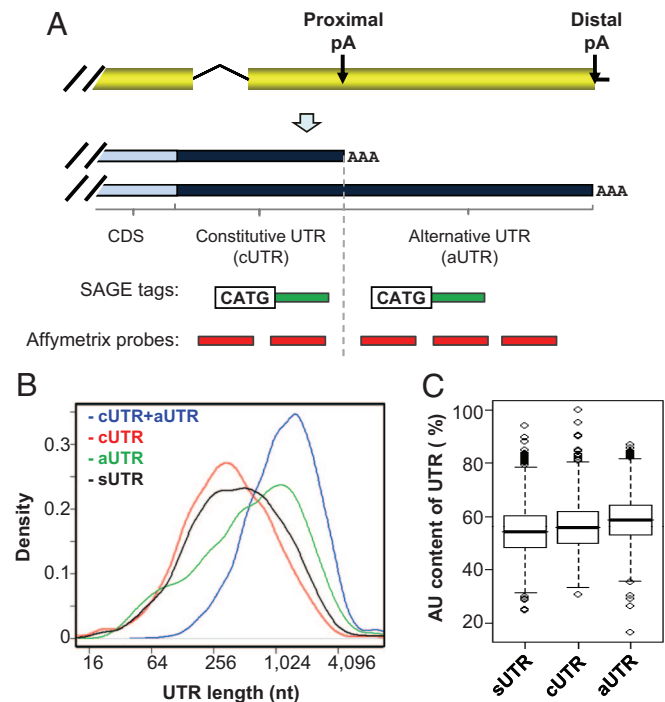 A
Proximal
pA
Distal
pA
AAA
AAA
CDS
Constitutive UTR
(cUTR)
Alternative UTR
(aUTR)
SAGE tags:
CATG
CATG
Affymetrix probes:
B
- cUTR+aUTR
- cUTR
- aUTR
- sUTR
Density
0.3
0.2
0.1
0
16
64
256
1,024
4,096
UTR length (nt)
C
AU content of UTR ( %)
100
80
60
40
20
sUTR
cUTR
aUTR